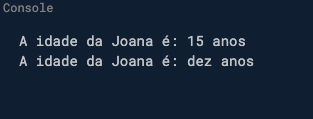 Console
A idade da Joana é: 15 anos
A idade da Joana é: dez anos